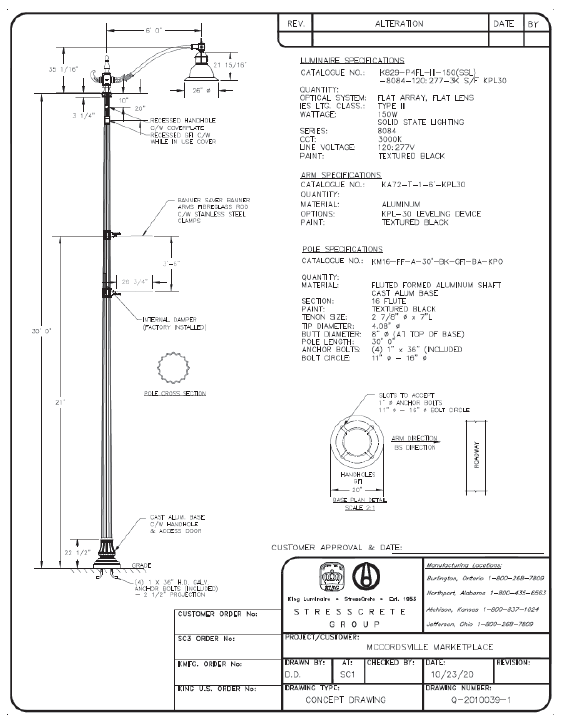 REV. ALTERATION DATE BY
6' 0"
35 1/16"
21 15/16"
26" ø
10"
3 1/4"
20"
RECESSED HANDHOLE
C/W COVERPLATE
RECESSED GFI C/W
WHILE IN USE COVER
BANNER SAVER BANNER
ARMS FIBREGLASS ROD
C/W STAINLESS STEEL
CLAMPS
3'-6"
20 3/4"
INTERNAL DAMPER
(FACTORY INSTALLED)
30' 0"
21'
POLE CROSS SECTION
CAST ALUM. BASE
C/W HANDHOLE
& ACCESS DOOR
22 1/2"
GRADE
(4) 1 X 36" H.D. GALV.
ANCHOR BOLTS (INCLUDED)
- 2 1/2" PROJECTION
LUMINAIRE SPECIFICATIONS
CATALOGUE NO.: K829-P4FL-III-150(SSL)
-8084-120:277-3K S/F KPL30
QUANTITY:
OPTICAL SYSTEM: FLAT ARRAY, FLAT LENS
IES LTG. CLASS.: TYPE III
WATTAGE: 150W
SOLID STATE LIGHTING
SERIES: 8084
CCT: 3000K
LINE VOLTAGE: 120:277V
PAINT: TEXTURED BLACK
ARM SPECIFICATIONS
CATALOGUE NO.: KA72-T-1-6'-KPL30
QUANTITY:
MATERIAL: ALUMINUM
OPTIONS: KPL-30 LEVELING DEVICE
PAINT: TEXTURED BLACK
POLE SPECIFICATIONS
CATALOGUE NO.: KM16-FF-A-30'-BK-GFI-BA-KPO
QUANTITY:
MATERIAL: FLUTED FORMED ALUMINUM SHAFT
CAST ALUM BASE
SECTION: 16 FLUTE
PAINT: TEXTURED BLACK
TENON SIZE: 2 7/8" ø x 7"L
TIP DIAMETER: 4.08" ø
BUTT DIAMETER: 8" ø (AT TOP OF BASE)
POLE LENGTH: 30' 0"
ANCHOR BOLTS: (4) 1" x 36" (INCLUDED
BOLT CIRCLE: 11" ø - 16" ø
SLOTS TO ACCEPT
1" ø ANCHOR BOLTS
11" ø - 16" ø BOLT CIRCLE
ARM DIRECTION
BS DIRECTION
ROADWAY
HANDHOLES
GFI
20"
BASE PLAN DETAIL
SCALE 2:1
CUSTOMER APPROVAL & DATE:
KING
King Luminaire • StressCrete • Est. 1953
STRESSCRETE
GROUP
Manufacturing Locations:
Burlington, Ontario 1-800-268-7809
Northport, Alabama 1-800-435-6563
Atchison, Kansas 1-800-837-1024
Jefferson, Ohio 1-800-268-7809
CUSTOMER ORDER No:
SC3 ORDER No:
KMFG. ORDER No:
KING U.S. ORDER No:
PROJECT/CUSTOMER:
MCCORDSVILLE MARKETPLACE
DRAWN BY: AT: CHECKED BY: DATE: REVISION:
D.D. SC1 10/23/20
DRAWING TYPE: DRAWING NUMBER:
CONCEPT DRAWING Q-2010039-1